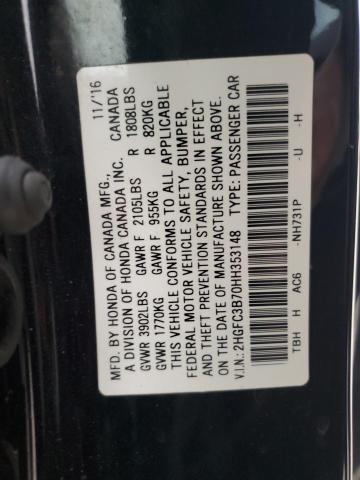 MFD. BY HONDA OF CANADA MFG., 11/'16
A DIVISION OF HONDA CANADA INC. CANADA
GVWR 3902LBS GAWR F 2105LBS R 1808LBS
GVWR 1770KG GAWR F 955KG R 820KG
THIS VEHICLE CONFORMS TO ALL APPLICABLE
FEDERAL MOTOR VEHICLE SAFETY, BUMPER,
AND THEFT PREVENTION STANDARDS IN EFFECT
ON THE DATE OF MANUFACTURE SHOWN ABOVE.
V.I.N.: 2HGFC3B70HH353148 TYPE: PASSENGER CAR
TBH H AC6 -NH731P -U -H